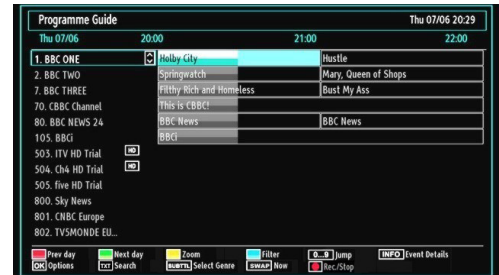 Programme Guide Thu 07/06 20:29
Thu 07/06 20:00 21:00 22:00
1. BBC ONE Holby City Hustle
2. BBC TWO Springwatch Mary, Queen of Shops
7. BBC THREE Filthy Rich and Homeless Bust My Ass
70. CBBC Channel This is CBBC!
80. BBC NEWS 24 BBC News BBC News
105. BBCi BBCi
503. ITV HD Trial HD
504. Ch4 HD Trial HD
505. five HD Trial
800. Sky News
801. CNBC Europe
802. TV5MONDE EU...
Prev day Next day Zoom Filter 0...9 Jump INFO Event Details
OK Options TXT Search SUBTTL Select Genre SWAP Now Rec./Stop